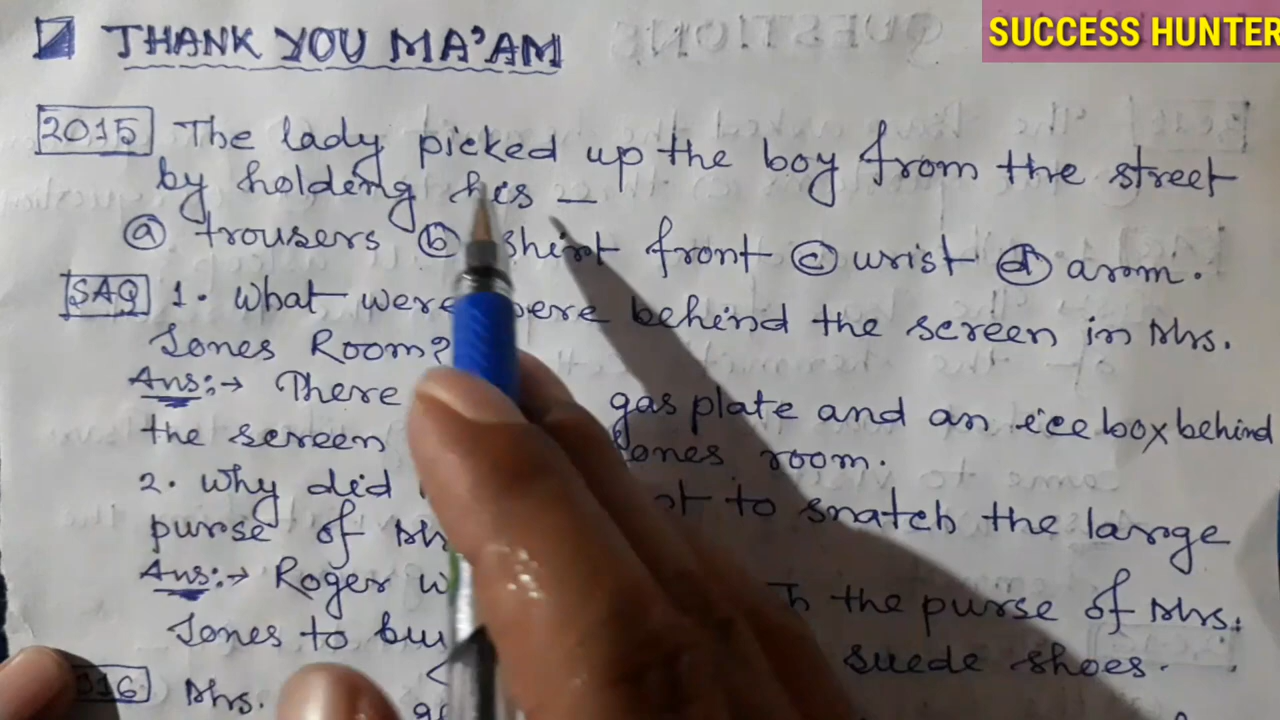 THANK YOU MA'AM
SUCCESS HUNTER
2015 The lady picked up the boy from the street
by holding his —
ⓐ trousers ⓑ shirt front ⓒ wrist ⓓ arm.
SAQ 1. What were were behind the screen in Mrs.
Jones Room?
Ans:→ There gas plate and an ice box behind
the screen Jones room.
2. Why did to snatch the large
purse of
Ans:→ Roger the purse of Mrs.
Jones to suede shoes.
Mrs.